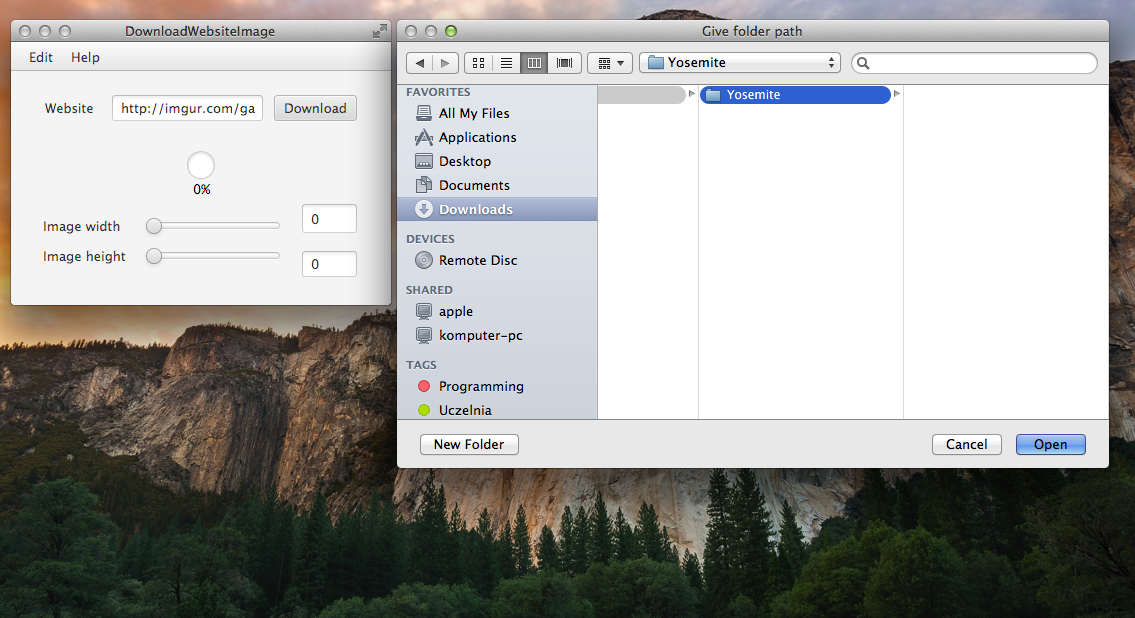 DownloadWebsiteImage
Edit Help
Website http://imgur.com/ga Download
0%
Image width 0
Image height 0
Give folder path
Yosemite
FAVORITES
All My Files
Applications
Desktop
Documents
Downloads
DEVICES
Remote Disc
SHARED
apple
komputer-pc
TAGS
Programming
Uczelnia
Yosemite
New Folder Cancel Open